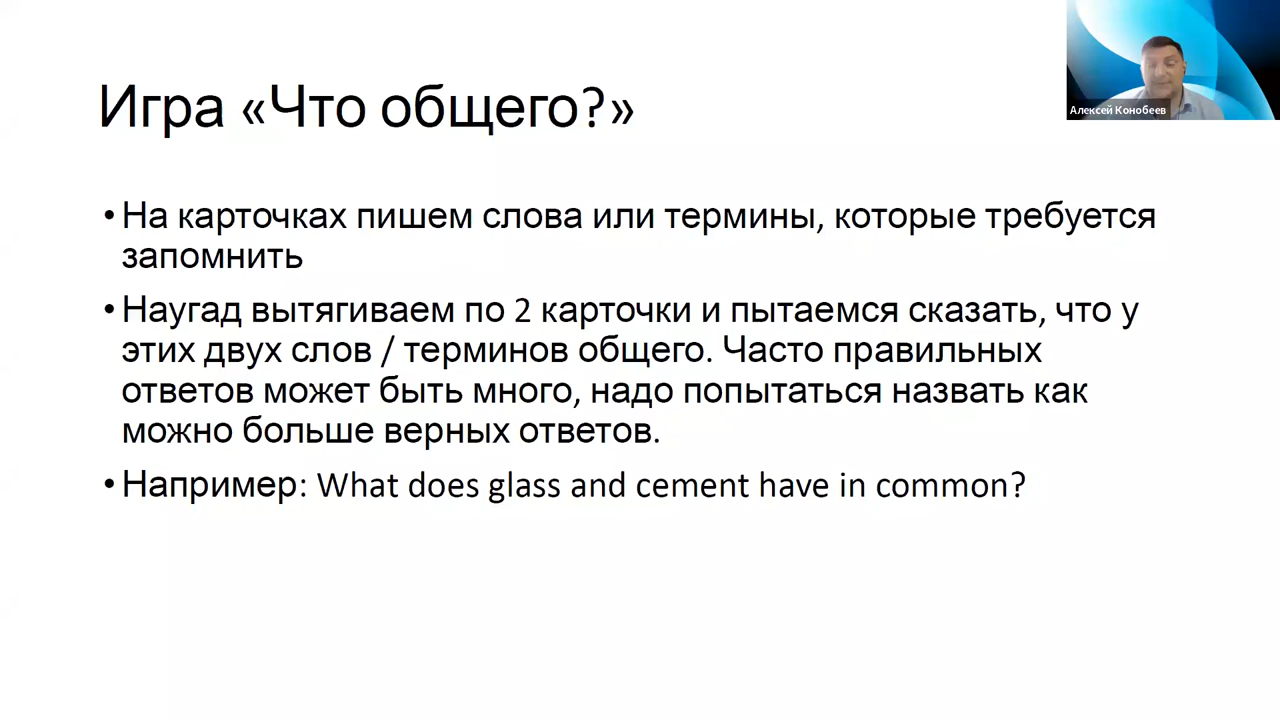 Игра «Что общего?»
Алексей Конобеев
• На карточках пишем слова или термины, которые требуется
запомнить
• Наугад вытягиваем по 2 карточки и пытаемся сказать, что у
этих двух слов / терминов общего. Часто правильных
ответов может быть много, надо попытаться назвать как
можно больше верных ответов.
• Например: What does glass and cement have in common?